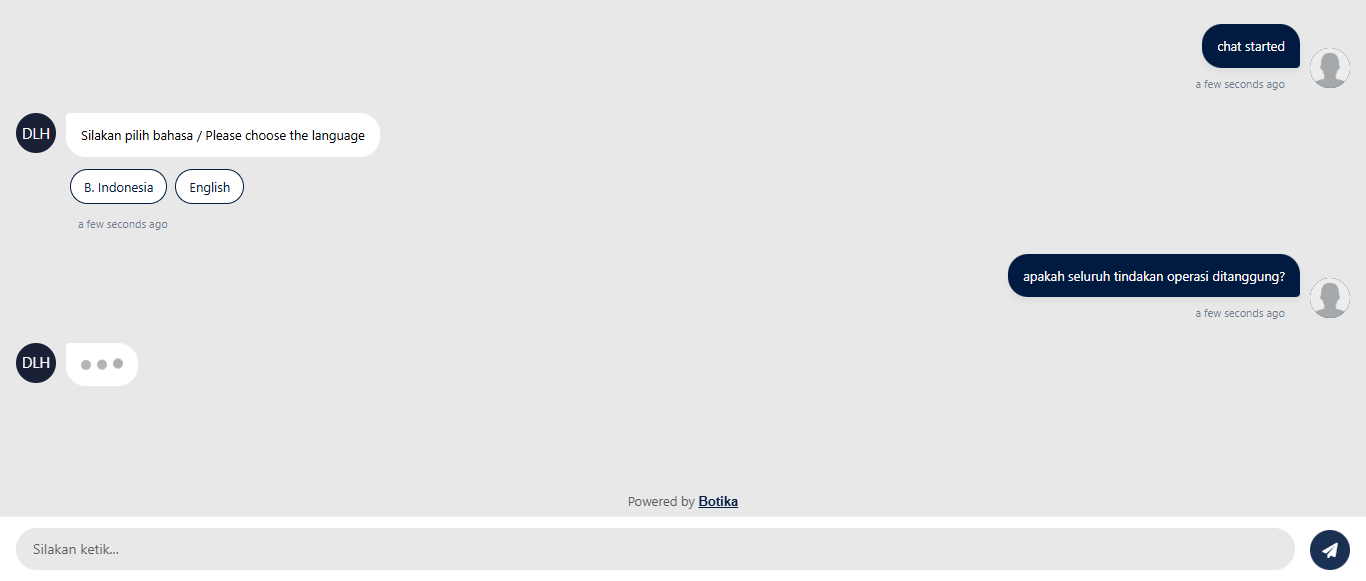 chat started
a few seconds ago
DLH
Silakan pilih bahasa / Please choose the language
B. Indonesia English
a few seconds ago
apakah seluruh tindakan operasi ditanggung?
a few seconds ago
DLH
Powered by Botika
Silakan ketik...